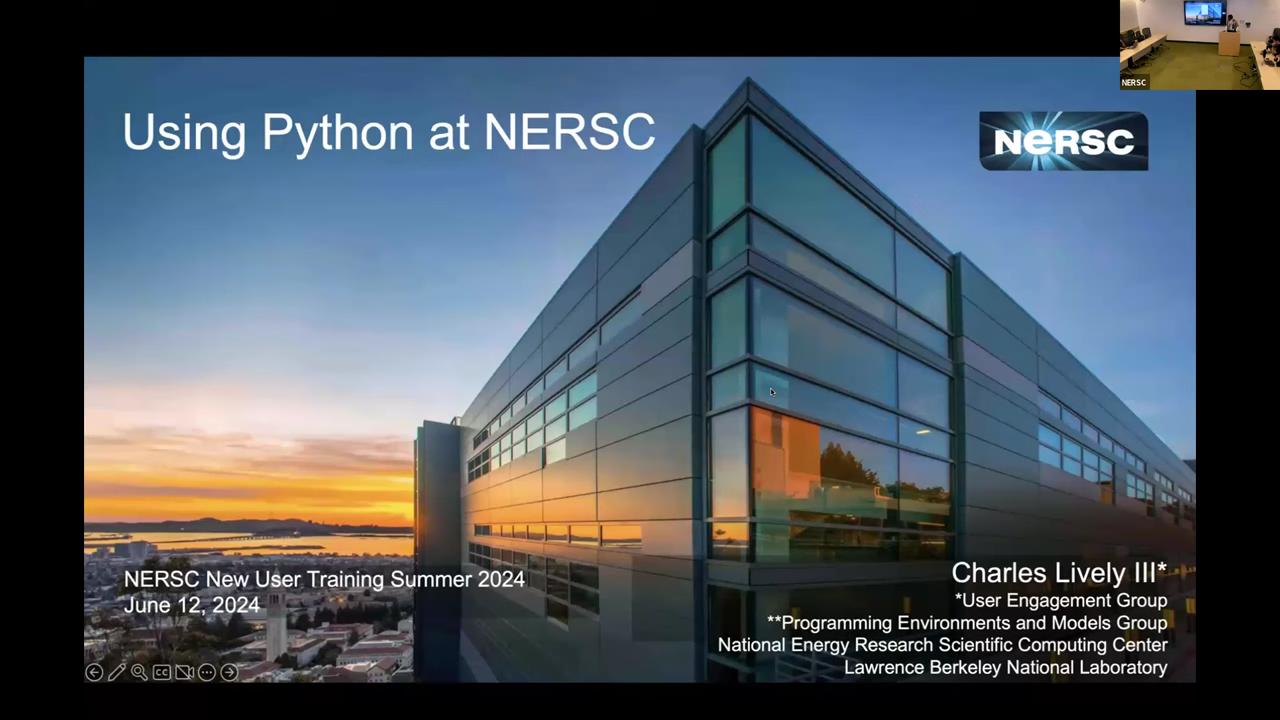 Using Python at NERSC
NERSC
NERSC
NERSC New User Training Summer 2024
June 12, 2024
Charles Lively III*
*User Engagement Group
**Programming Environments and Models Group
National Energy Research Scientific Computing Center
Lawrence Berkeley National Laboratory
CC